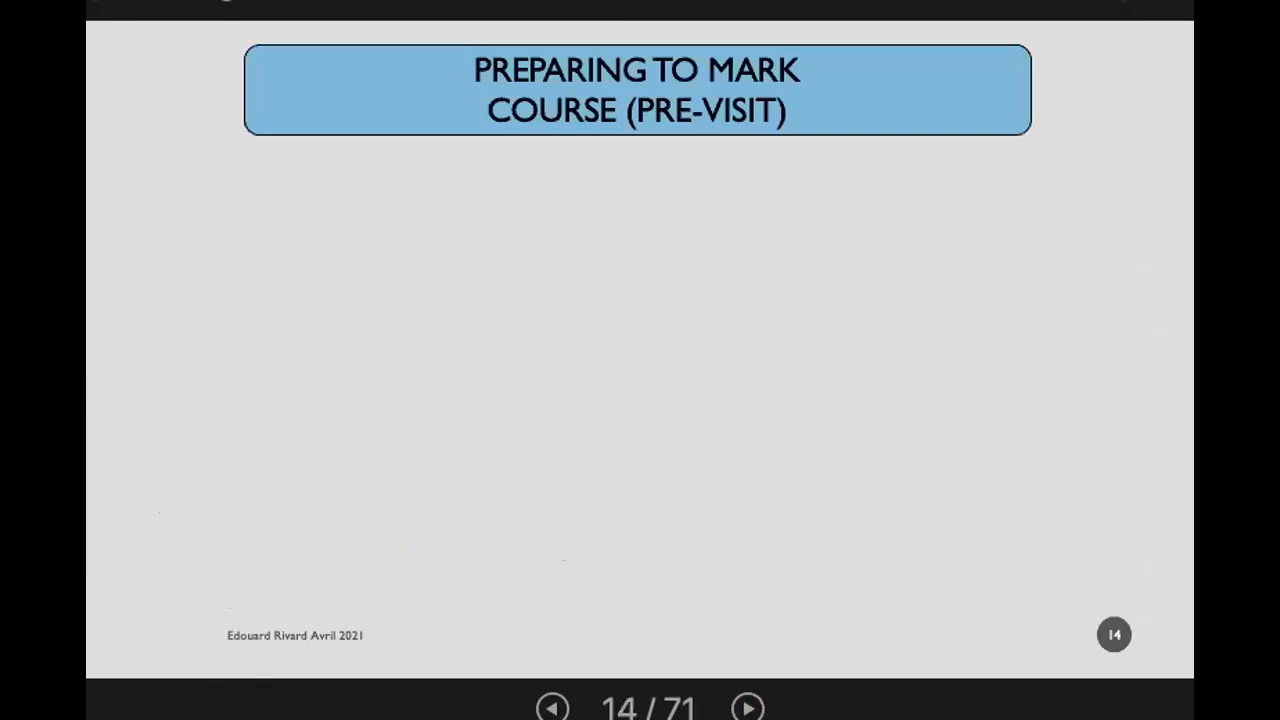 PREPARING TO MARK
COURSE (PRE-VISIT)
Edouard Rivard Avril 2021
14
14 / 71